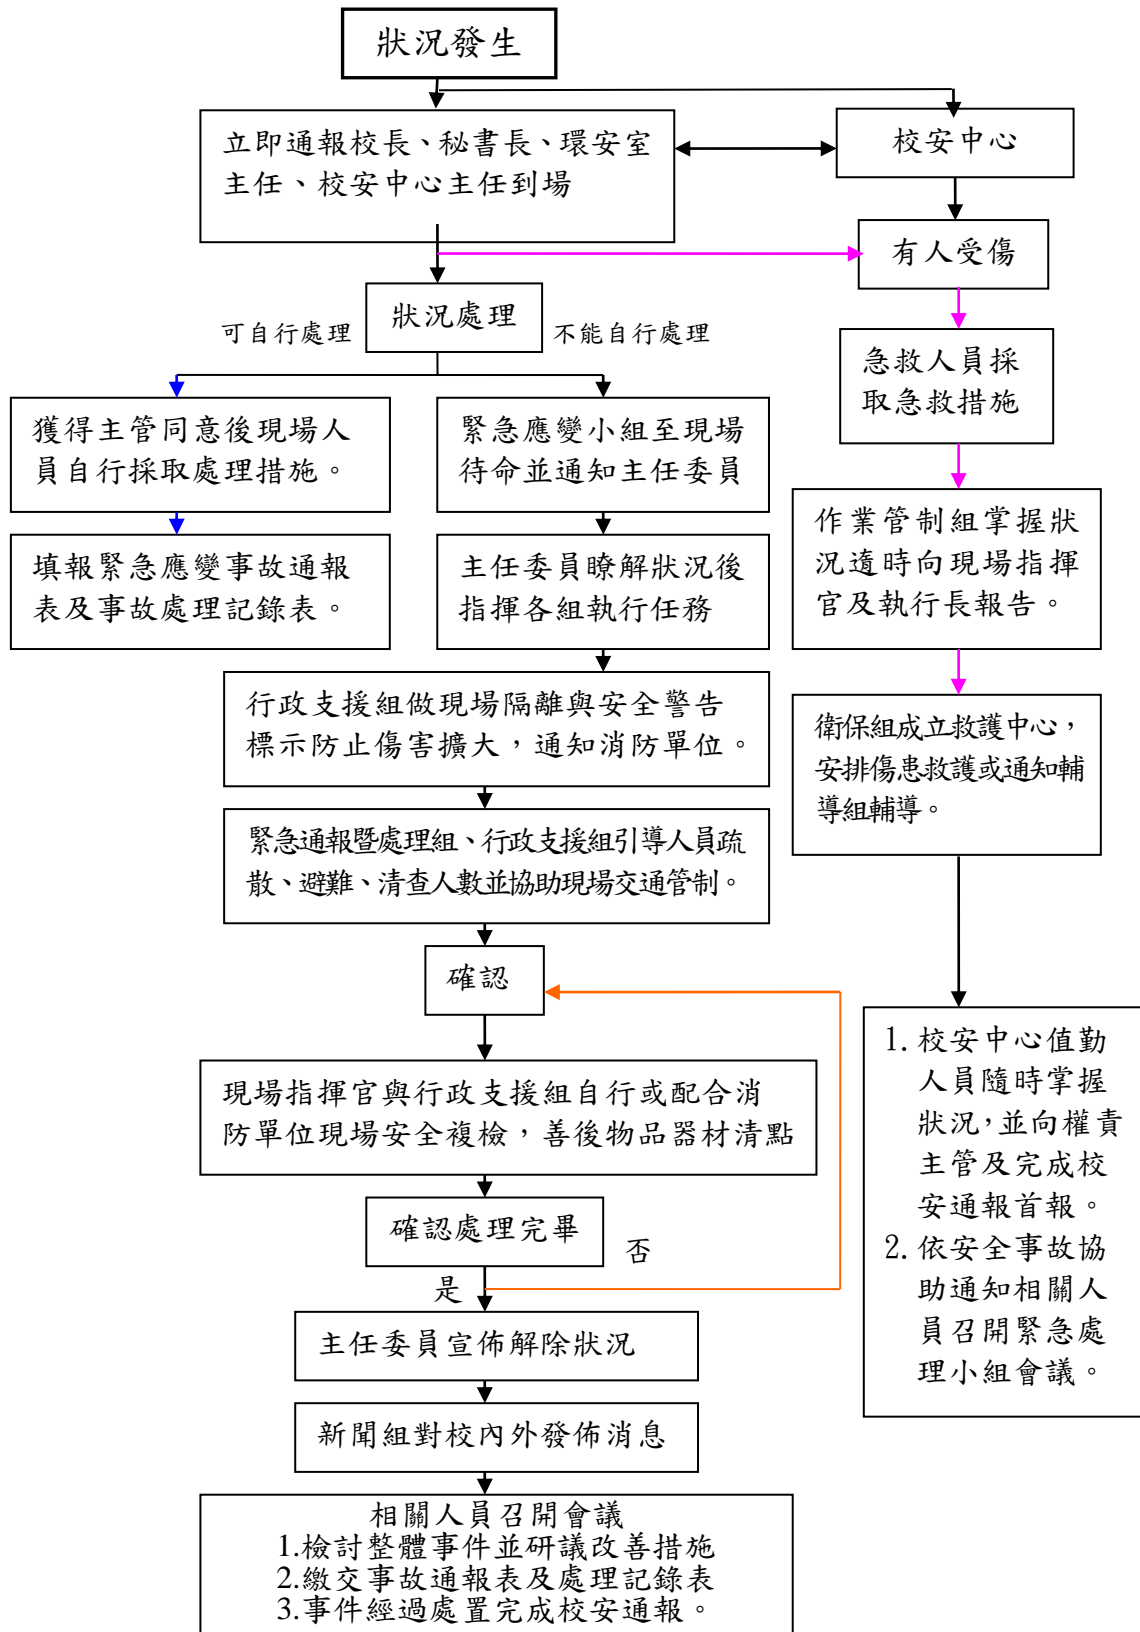 狀況發生
立即通報校長、秘書長、環安室
主任、校安中心主任到場
校安中心
有人受傷
狀況處理
可自行處理
不能自行處理
急救人員採
取急救措施
獲得主管同意後現場人
員自行採取處理措施。
緊急應變小組至現場
待命並通知主任委員
作業管制組掌握狀
況適時向現場指揮
官及執行長報告。
填報緊急應變事故通報
表及事故處理記錄表。
主任委員瞭解狀況後
指揮各組執行任務
行政支援組做現場隔離與安全警告
標示防止傷害擴大，通知消防單位。
衛保組成立救護中心，
安排傷患救護或通知輔
導組輔導。
緊急通報暨處理組、行政支援組引導人員疏
散、避難、清查人數並協助現場交通管制。
確認
現場指揮官與行政支援組自行或配合消
防單位現場安全複檢，善後物品器材清點
1. 校安中心值勤
人員隨時掌握
狀況，並向權責
主管及完成校
安通報首報。
2. 依安全事故協
助通知相關人
員召開緊急處
理小組會議。
確認處理完畢
否
是
主任委員宣佈解除狀況
新聞組對校內外發佈消息
相關人員召開會議
1.檢討整體事件並研議改善措施
2.繳交事故通報表及處理記錄表
3.事件經過處置完成校安通報。